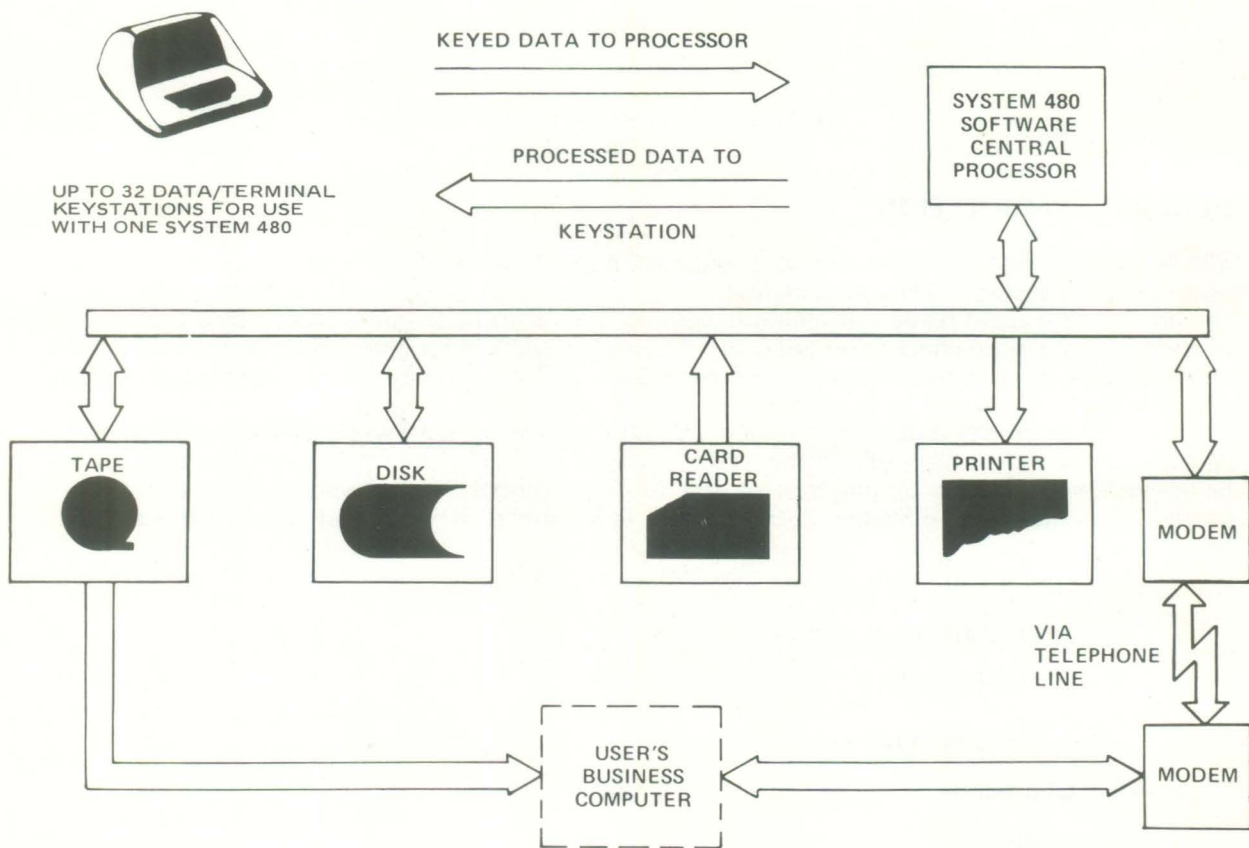 KEYED DATA TO PROCESSOR
SYSTEM 480
SOFTWARE
CENTRAL
PROCESSOR
PROCESSED DATA TO
KEYSTATION
UP TO 32 DATA/TERMINAL
KEYSTATIONS FOR USE
WITH ONE SYSTEM 480
TAPE
DISK
CARD
READER
PRINTER
MODEM
VIA
TELEPHONE
LINE
USER'S
BUSINESS
COMPUTER
MODEM